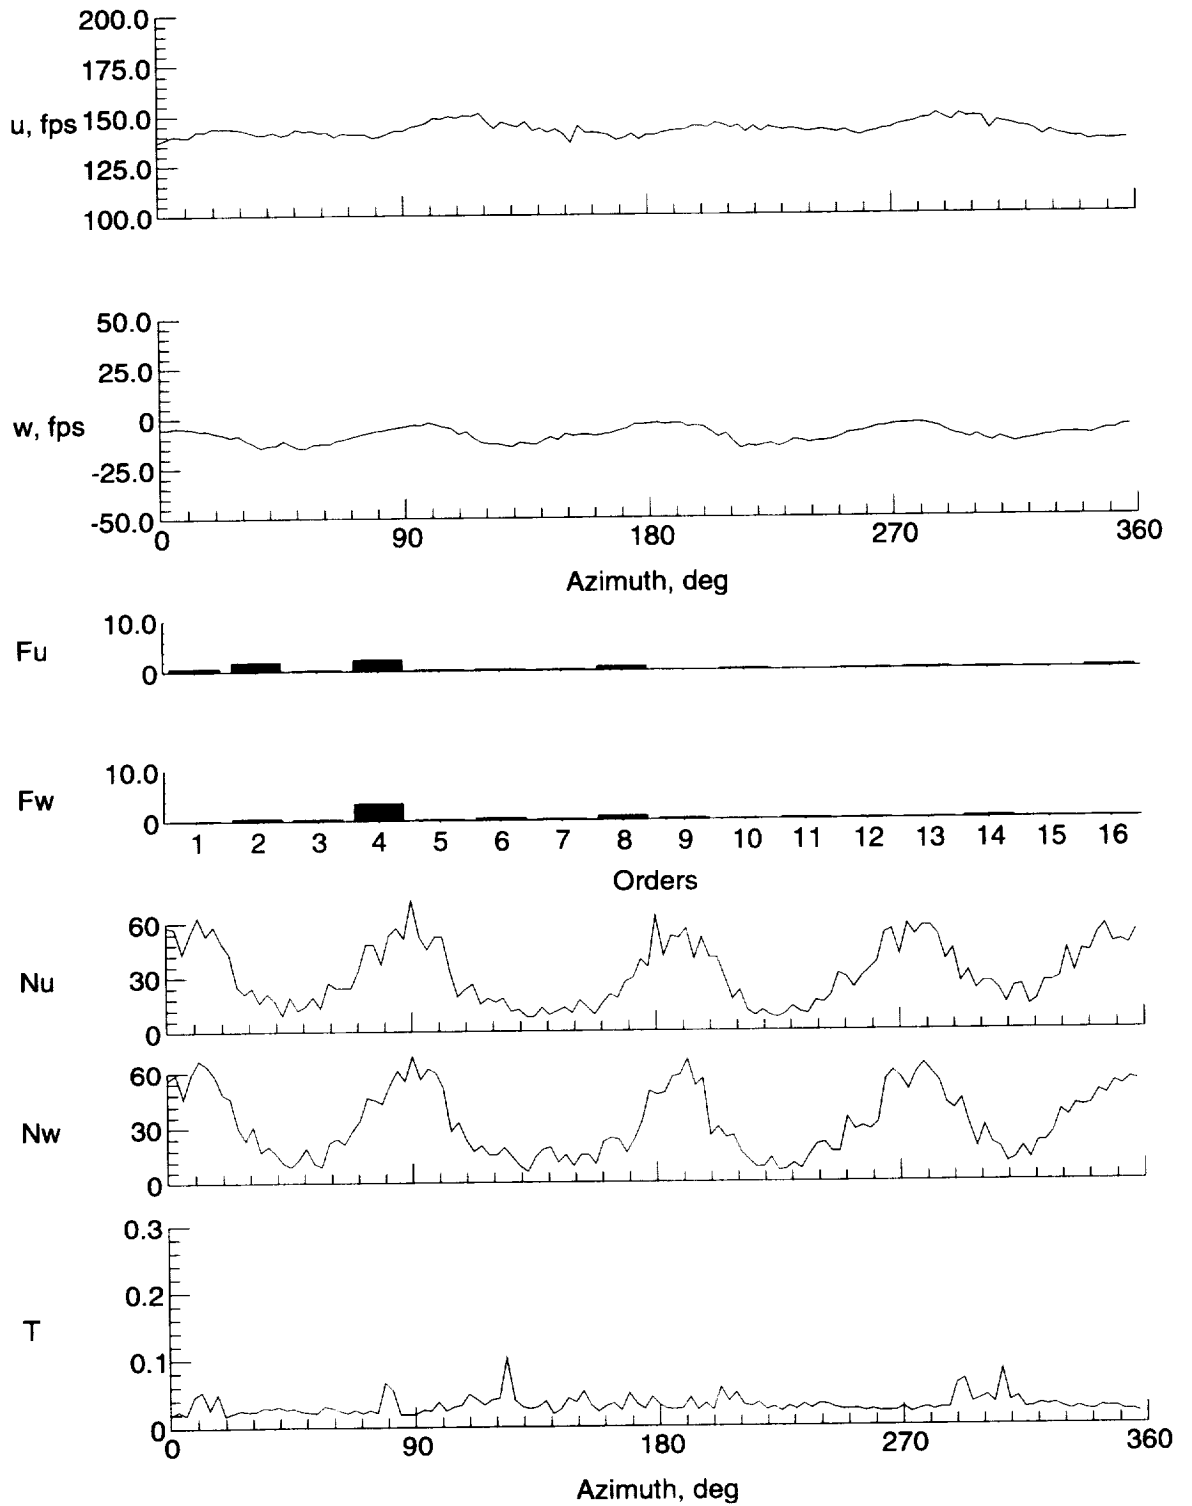 200.0
175.0
u, fps 150.0
125.0
100.0
50.0
25.0
w, fps 0
-25.0
-50.0
0 90 180 270 360
Azimuth, deg
Fu 10.0
0
Fw 10.0
0
1 2 3 4 5 6 7 8 9 10 11 12 13 14 15 16
Orders
60
Nu 30
0
60
Nw 30
0
0.3
0.2
T
0.1
0
0 90 180 270 360
Azimuth, deg